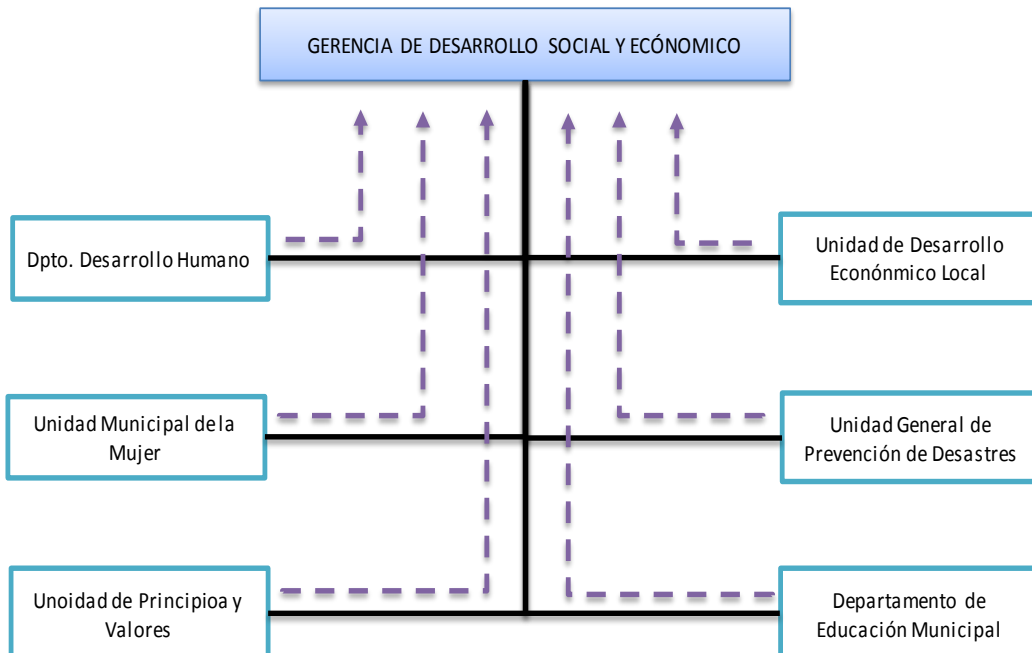 GERENCIA DE DESARROLLO SOCIAL Y ECÓNOMICO
Dpto. Desarrollo Humano
Unidad de Desarrollo
Econónmico Local
Unidad Municipal de la
Mujer
Unidad General de
Prevención de Desastres
Unoidad de Principioa y
Valores
Departamento de
Educación Municipal